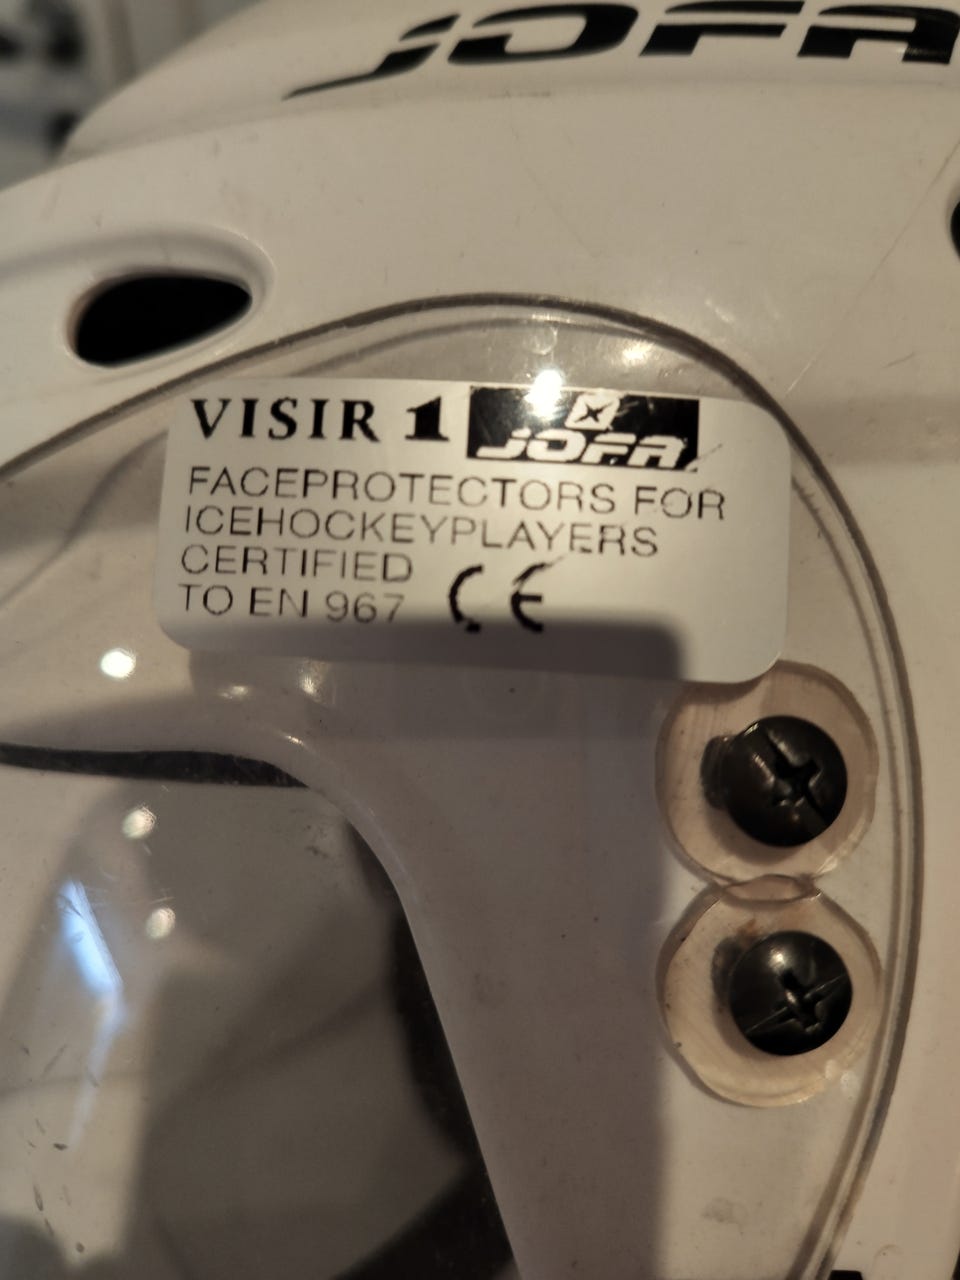 JOFA
VISIR 1 JOFA
FACEPROTECTORS FOR
ICEHOCKEYPLAYERS
CERTIFIED
TO EN 967 CE